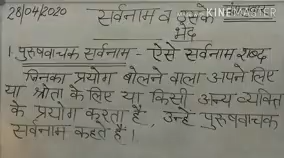 28/04/2020
सर्वनाम व उसके
भेद
KINEMASTER
1. पुरुषवाचक सर्वनाम - ऐसे सर्वनाम शब्द
जिनका प्रयोग बोलने वाला अपने लिए
या श्रोता के लिए या किसी अन्य व्यक्ति
के प्रयोग करता है, उन्हें पुरुषवाचक
सर्वनाम कहते हैं।